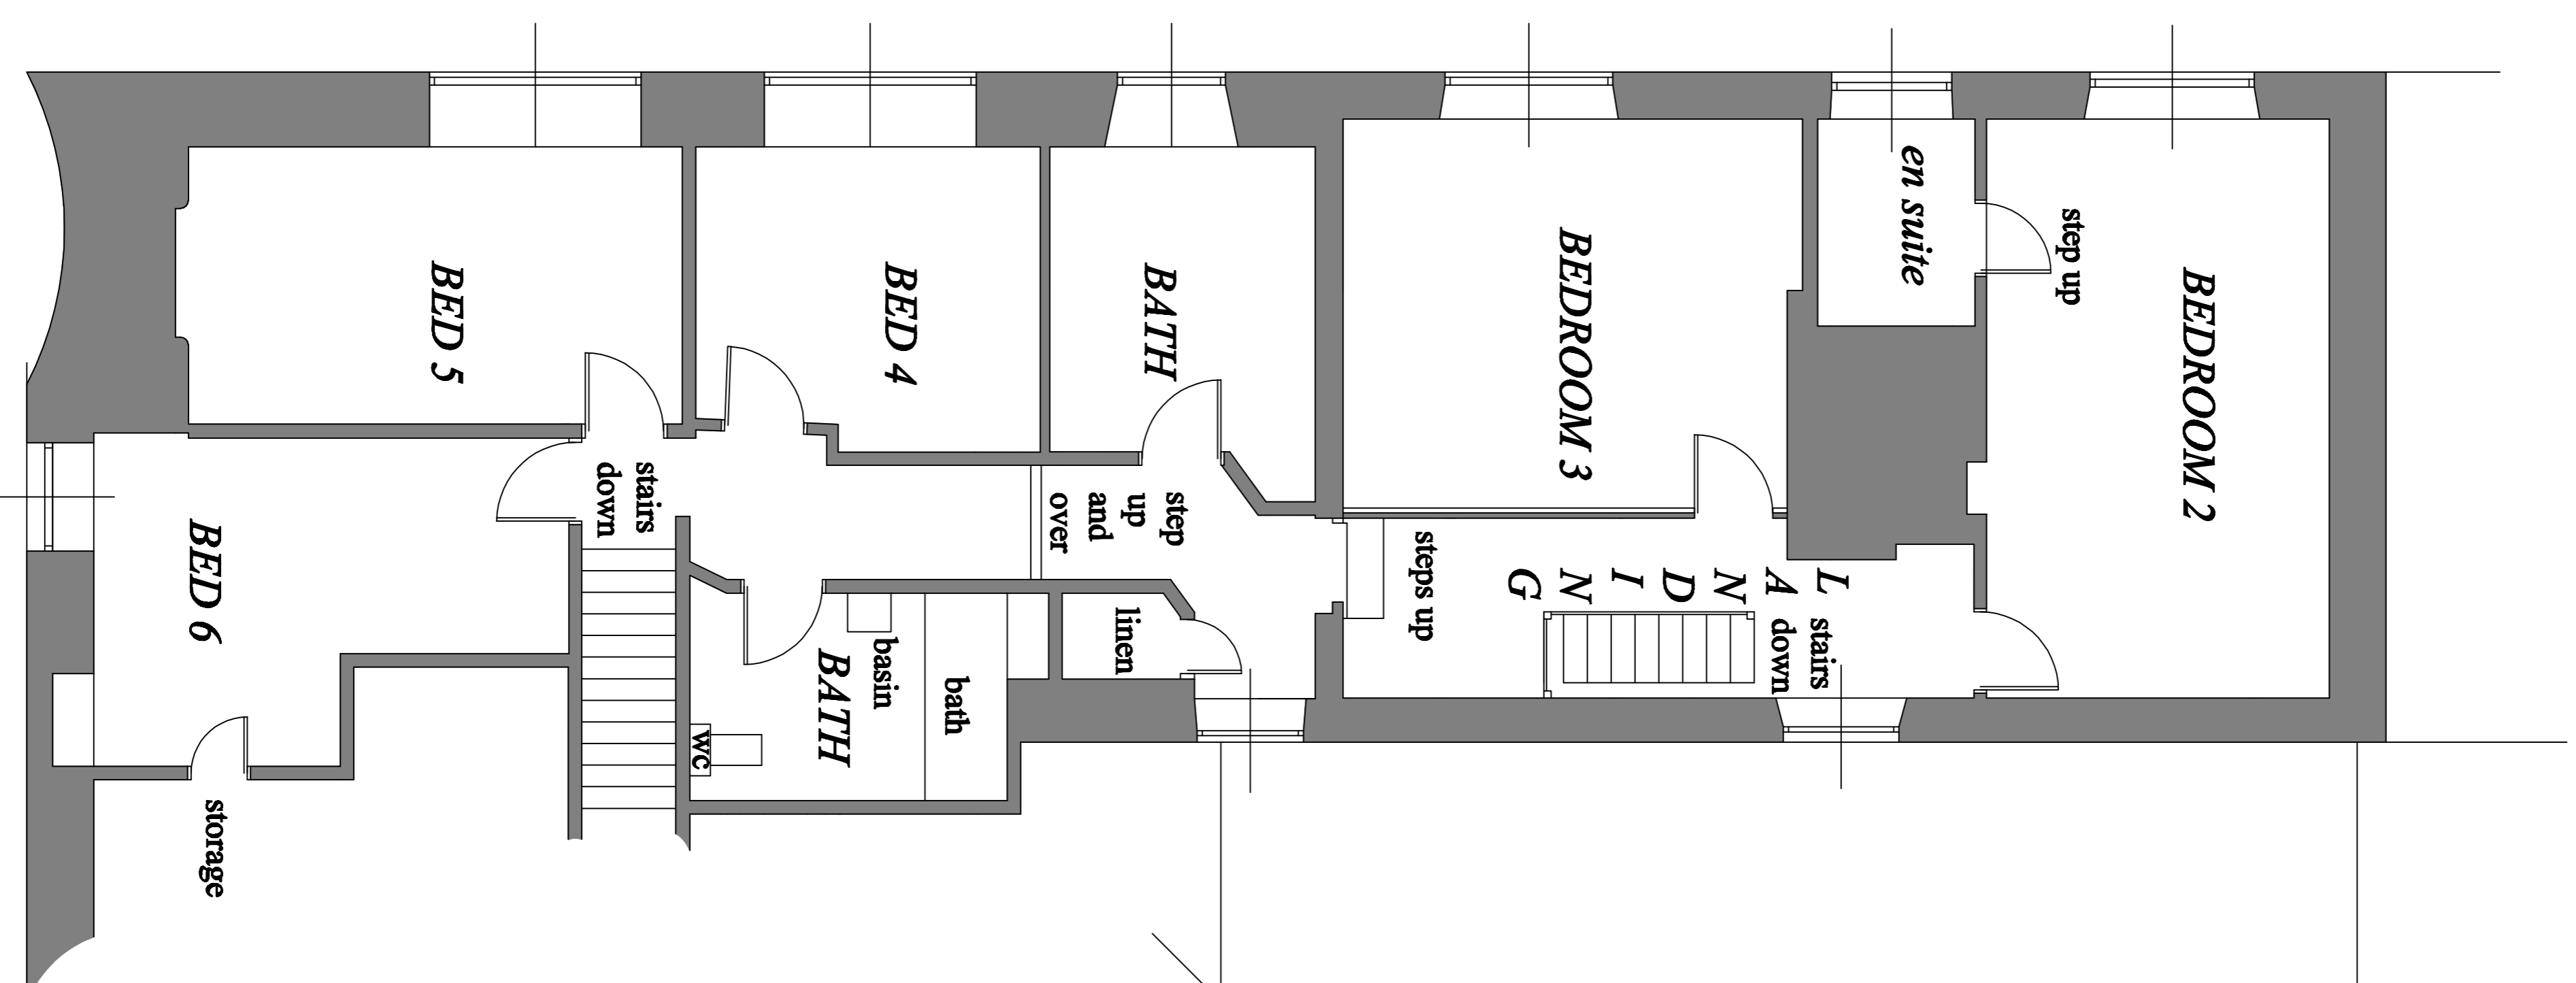 BED 5
BED 4
BATH
BEDROOM 3
en suite
step up
BEDROOM 2
BED 6
stairs
down
step
up
and
over
steps up
LANDING
stairs
down
linen
basin
bath
BATH
wc
storage